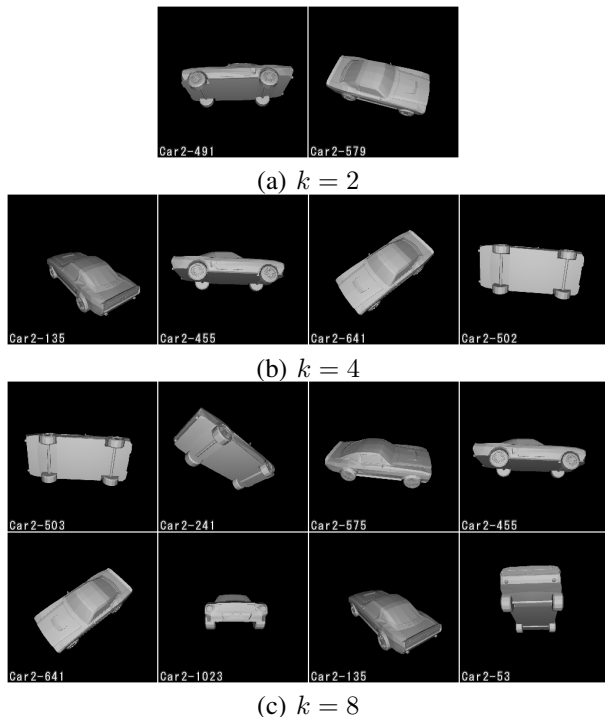 Car2-491 Car2-579
(a) k = 2
Car2-135 Car2-455 Car2-641 Car2-502
(b) k = 4
Car2-503 Car2-241 Car2-575 Car2-455
Car2-641 Car2-1023 Car2-135 Car2-53
(c) k = 8